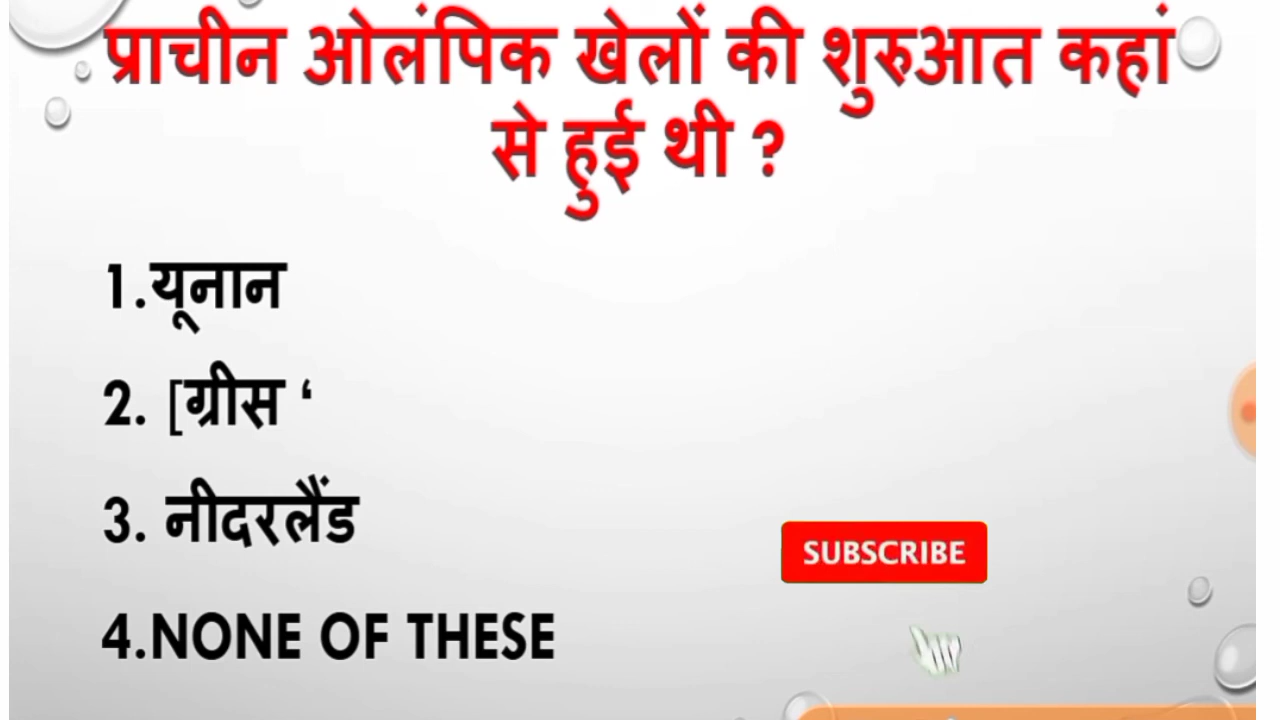 प्राचीन ओलंपिक खेलों की शुरुआत कहां
से हुई थी ?
1.यूनान
2. [ग्रीस ‘
3. नीदरलैंड
SUBSCRIBE
4.NONE OF THESE